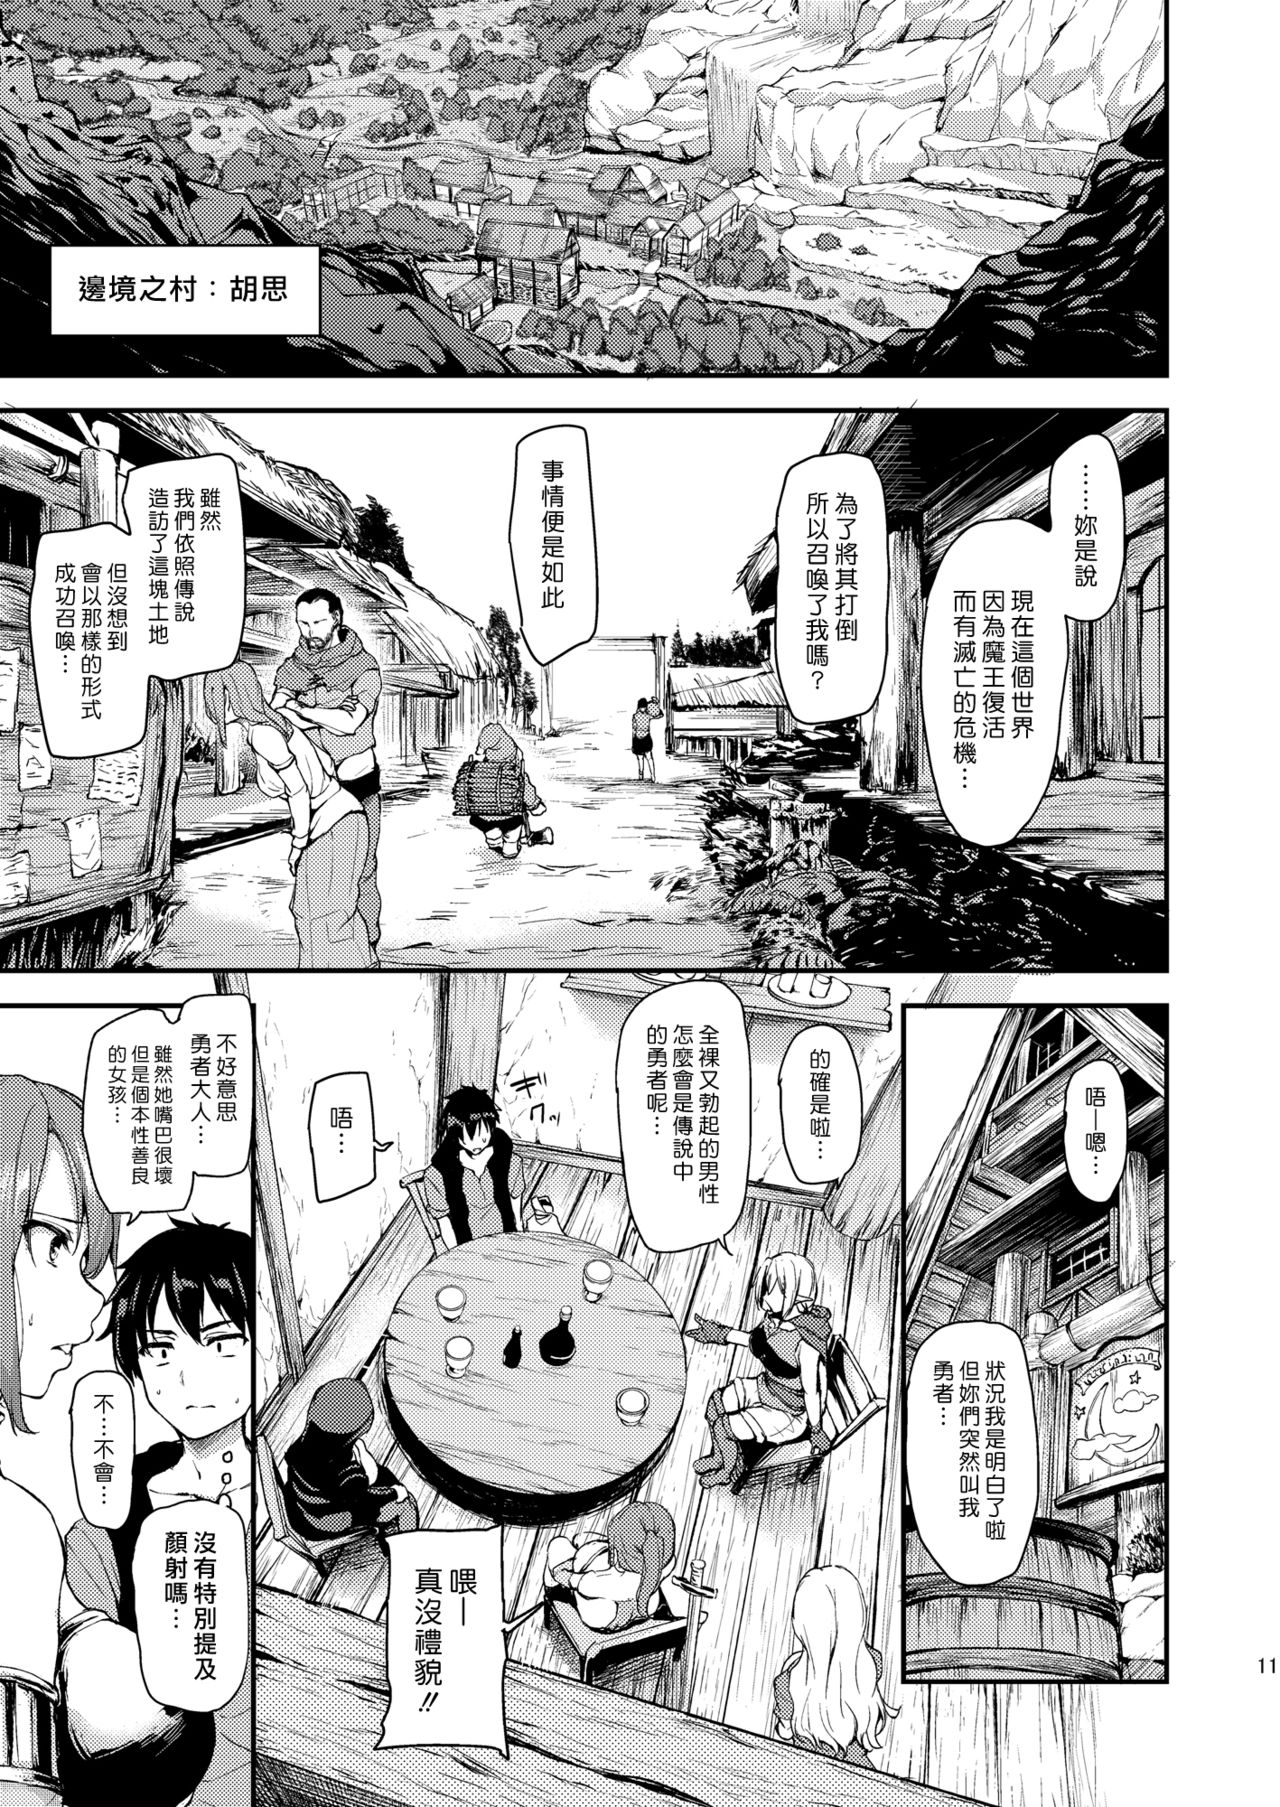 邊境之村：胡思
……妳是說
現在這個世界
因為魔王復活
而有滅亡的危機…
為了將其打倒
所以召喚了我嗎？
事情便是如此
雖然
我們依照傳說
造訪了這塊土地
但沒想到
會以那樣的形式
成功召喚…
唔—嗯…
狀況我是明白了啦
但妳們突然叫我
勇者…
的確是啦…
全裸又勃起的男性
怎麼會是傳說中
的勇者呢…
キッ
唔…
喂—
真沒禮貌!!
不好意思
勇者大人…
雖然她嘴巴很壞
但是個本性善良
的女孩…
不…不會…
沒有特別提及
顏射嗎…
11